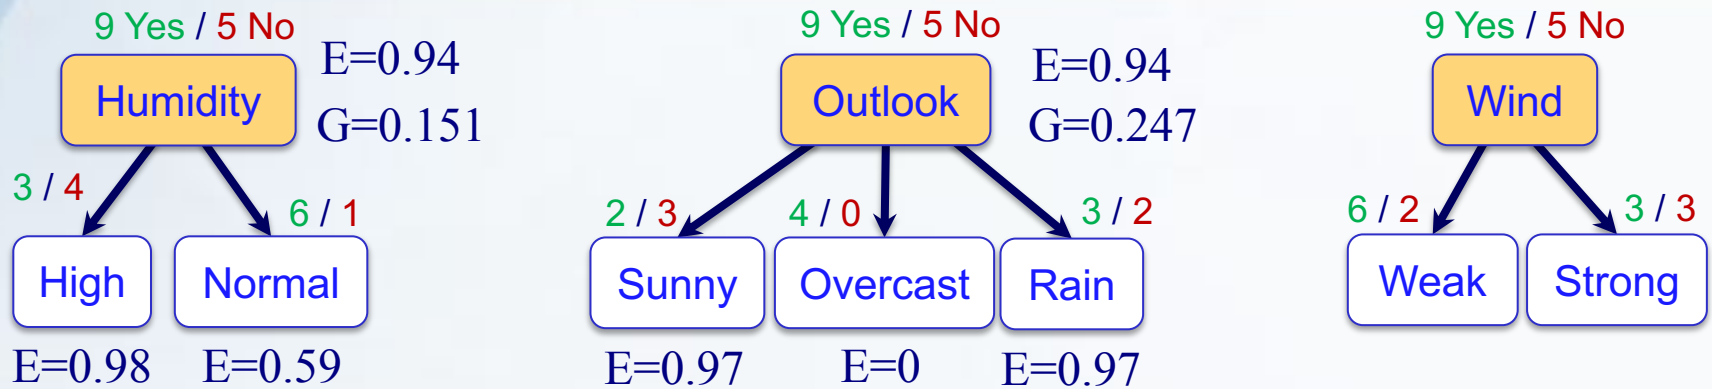 9 Yes / 5 No
Humidity
E=0.94
G=0.151
3 / 4
6 / 1
High
Normal
E=0.98
E=0.59
9 Yes / 5 No
Outlook
E=0.94
G=0.247
2 / 3
4 / 0
3 / 2
Sunny
Overcast
Rain
E=0.97
E=0
E=0.97
9 Yes / 5 No
Wind
6 / 2
3 / 3
Weak
Strong